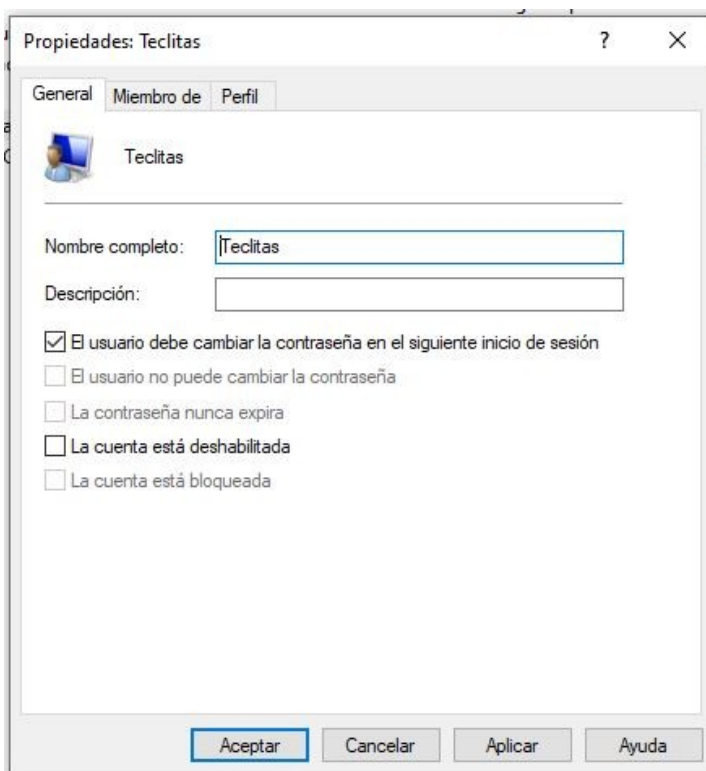 Propiedades: Teclitas ?
General Miembro de Perfil
Teclitas
Nombre completo: Teclitas
Descripción:
El usuario debe cambiar la contraseña en el siguiente inicio de sesión
El usuario no puede cambiar la contraseña
La contraseña nunca expira
La cuenta está deshabilitada
La cuenta está bloqueada
Aceptar Cancelar Aplicar Ayuda